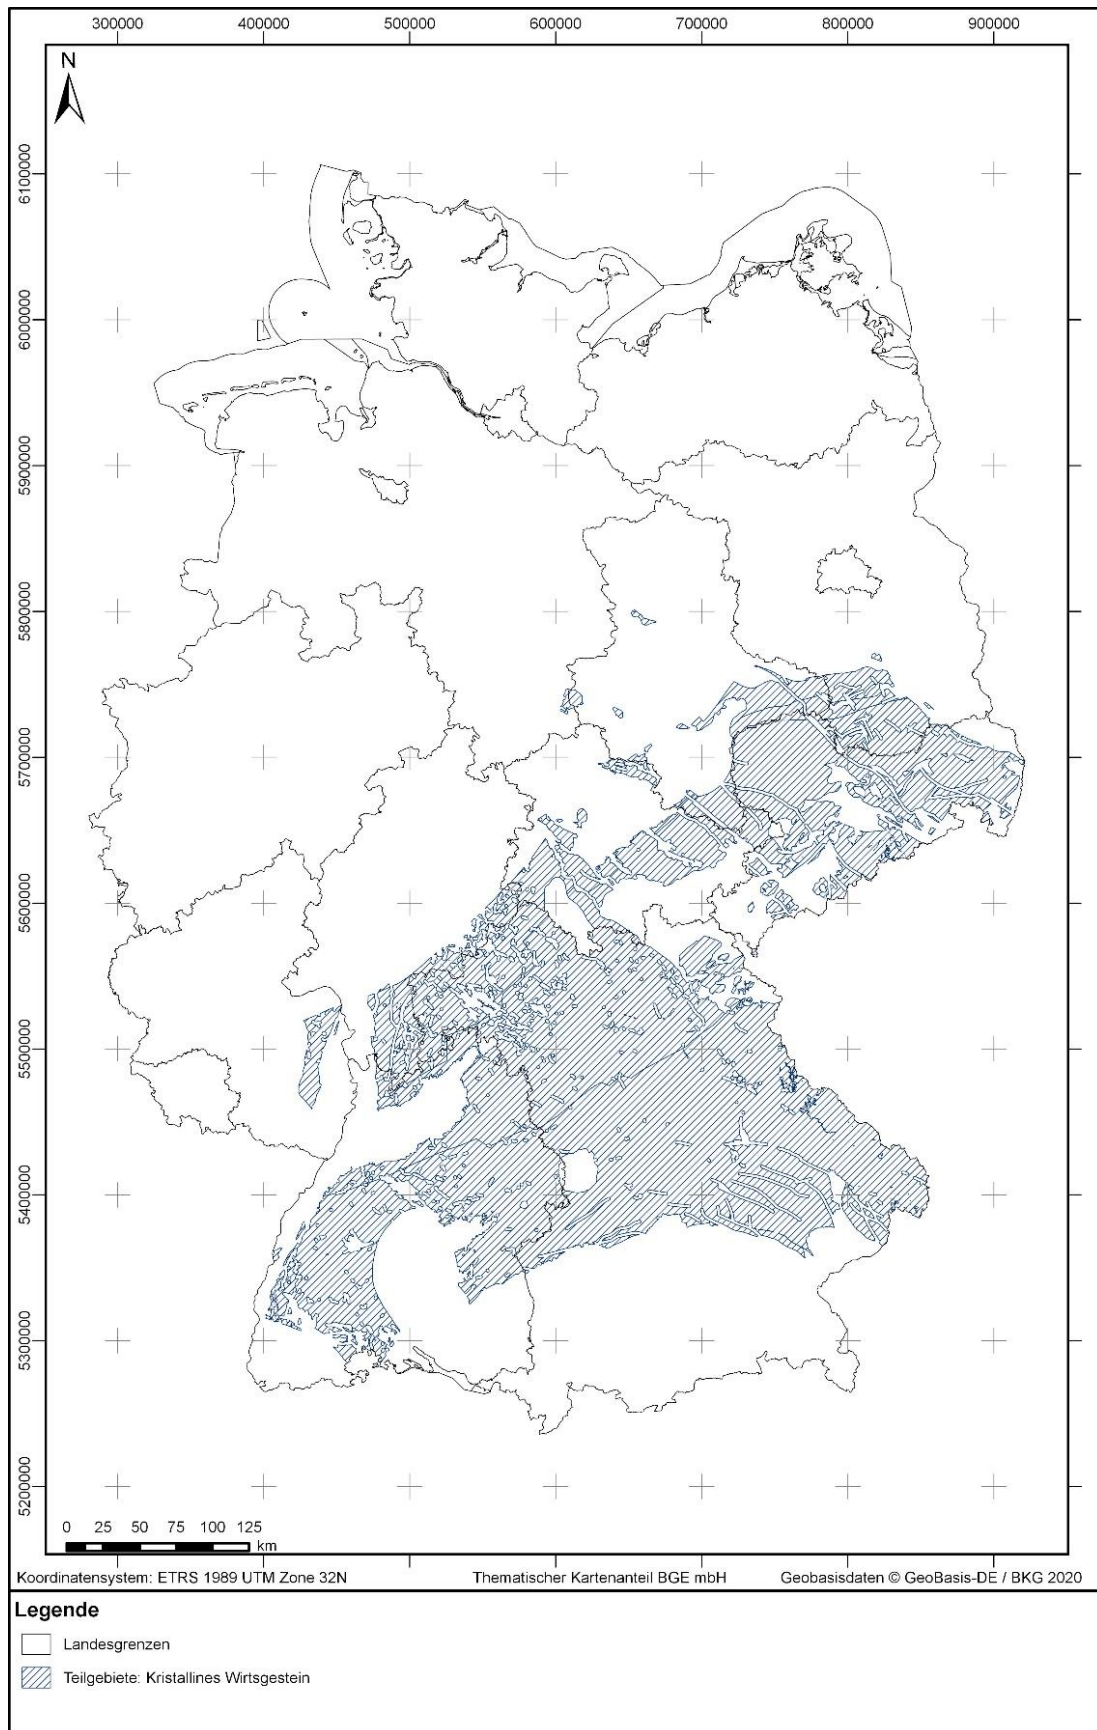 300000 400000 500000 600000 700000 800000 900000
N
6100000
6000000
5900000
5800000
5700000
5600000
5500000
5400000
5300000
5200000
0 25 50 75 100 125
km
Koordinatensystem: ETRS 1989 UTM Zone 32N Thematischer Kartenanteil BGE mbH Geobasisdaten © GeoBasis-DE / BKG 2020
Legende
Landesgrenzen
Teilgebiete: Kristallines Wirtsgestein